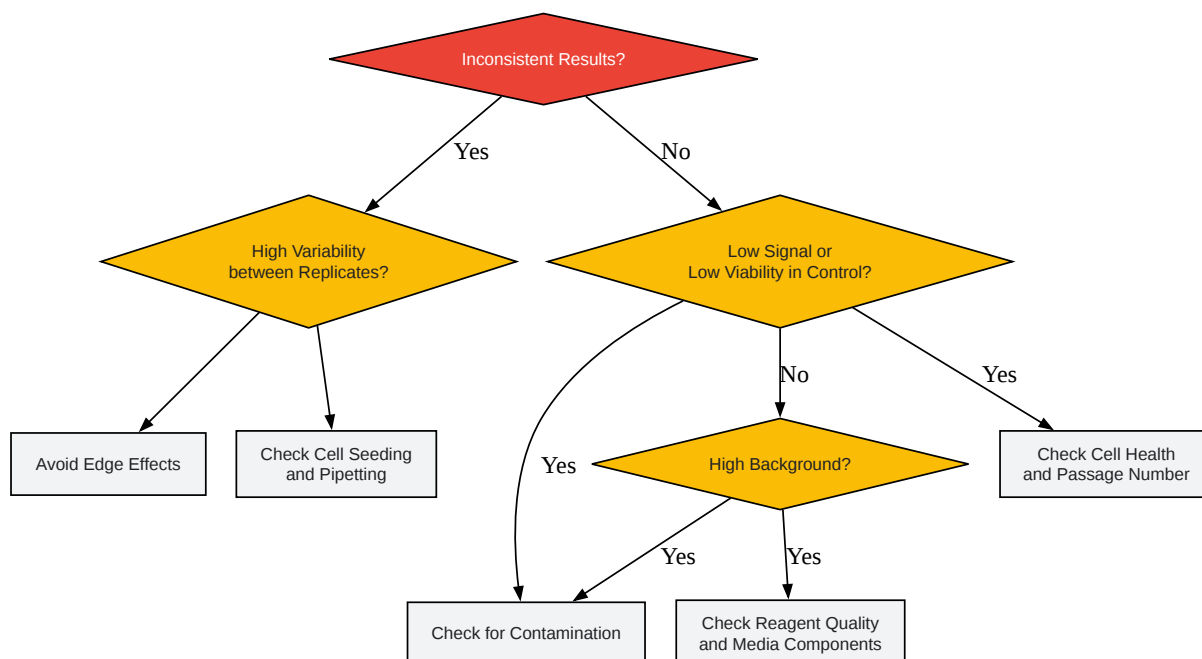 Inconsistent Results?
Yes
No
High Variability
between Replicates?
Low Signal or
Low Viability in Control?
No
Yes
Avoid Edge Effects
Check Cell Seeding
and Pipetting
Yes
High Background?
Check Cell Health
and Passage Number
Yes
Yes
Check for Contamination
Check Reagent Quality
and Media Components